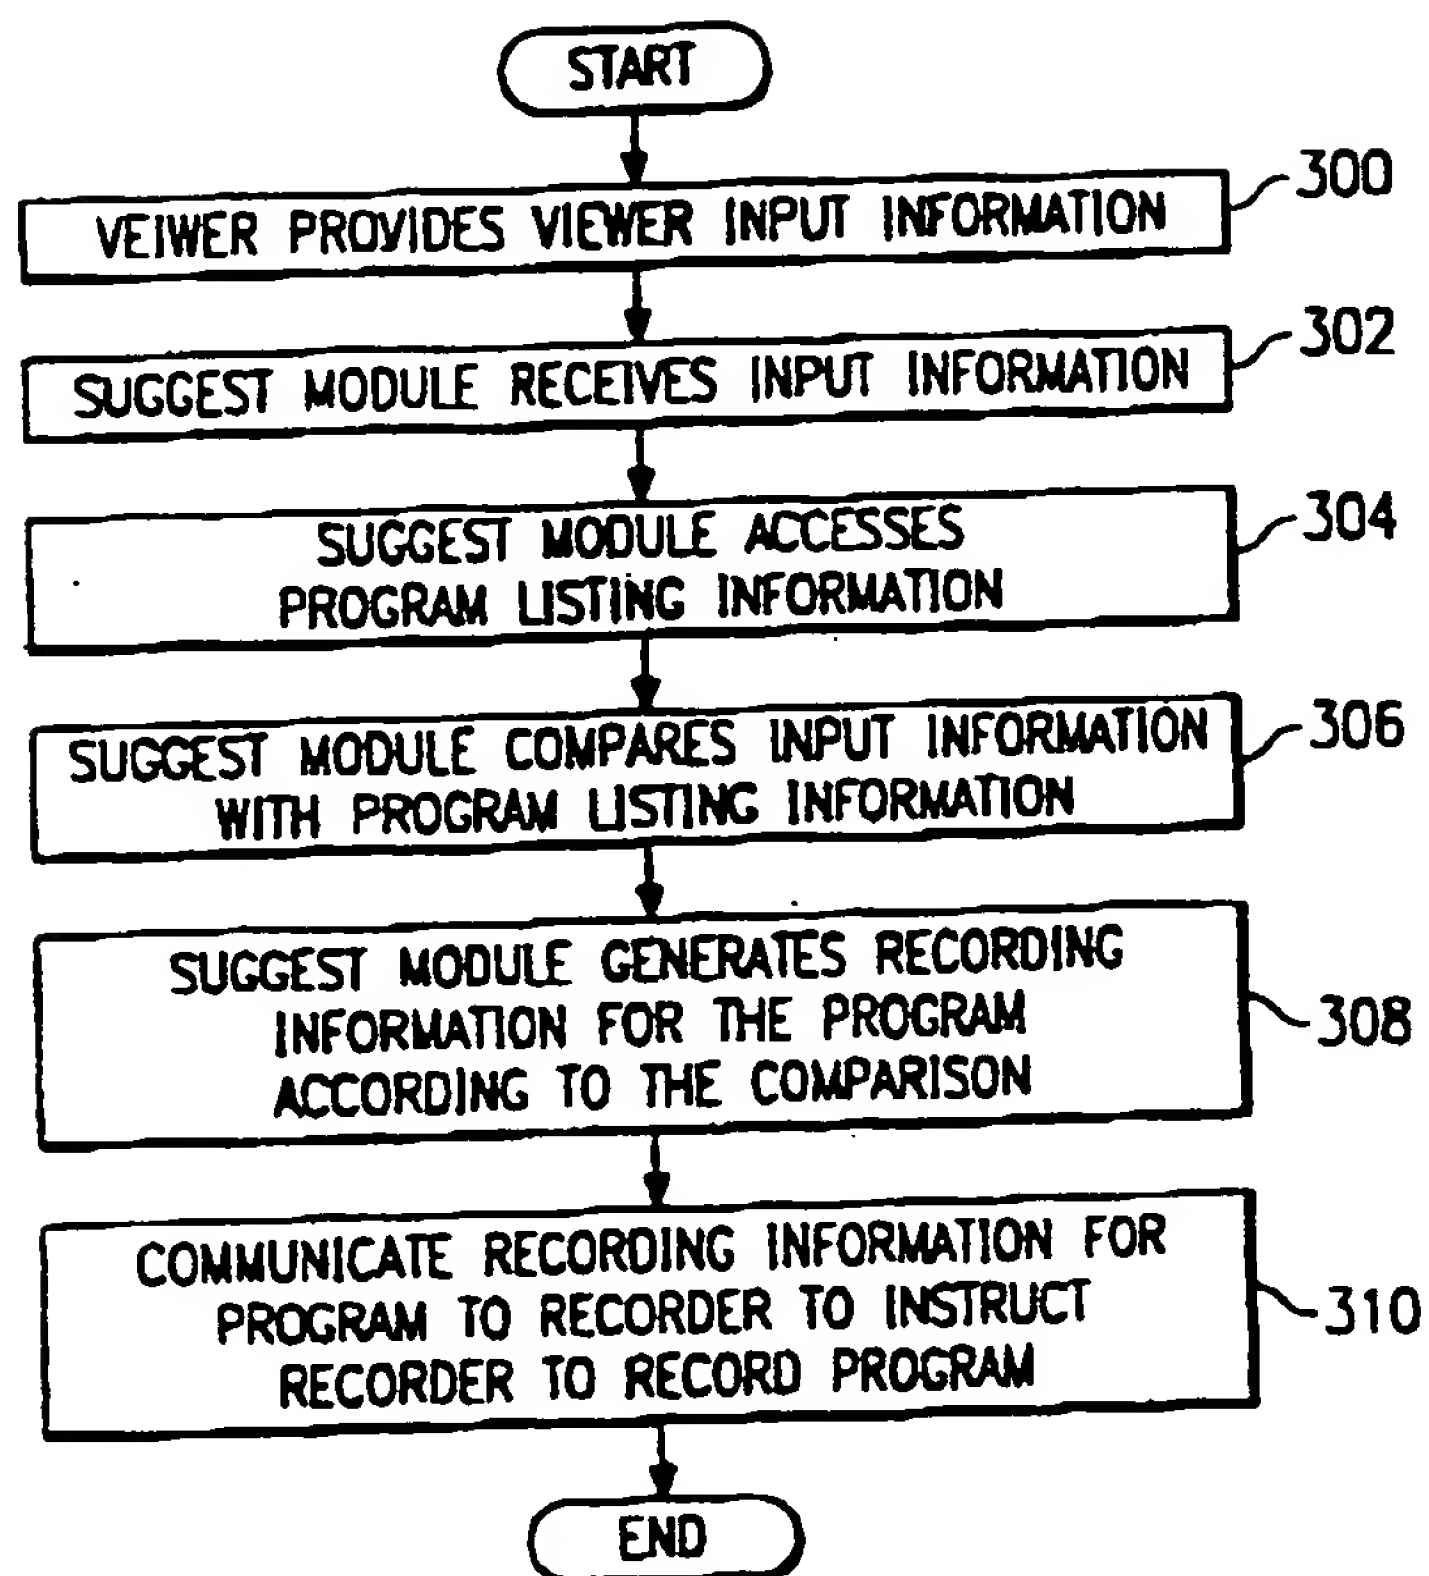 START
VEIWER PROVIDES VIEWER INPUT INFORMATION
300
SUGGEST MODULE RECEIVES INPUT INFORMATION
302
SUGGEST MODULE ACCESSES
PROGRAM LISTING INFORMATION
304
SUGGEST MODULE COMPARES INPUT INFORMATION
WITH PROGRAM LISTING INFORMATION
306
SUGGEST MODULE GENERATES RECORDING
INFORMATION FOR THE PROGRAM
ACCORDING TO THE COMPARISON
308
COMMUNICATE RECORDING INFORMATION FOR
PROGRAM TO RECORDER TO INSTRUCT
RECORDER TO RECORD PROGRAM
310
END